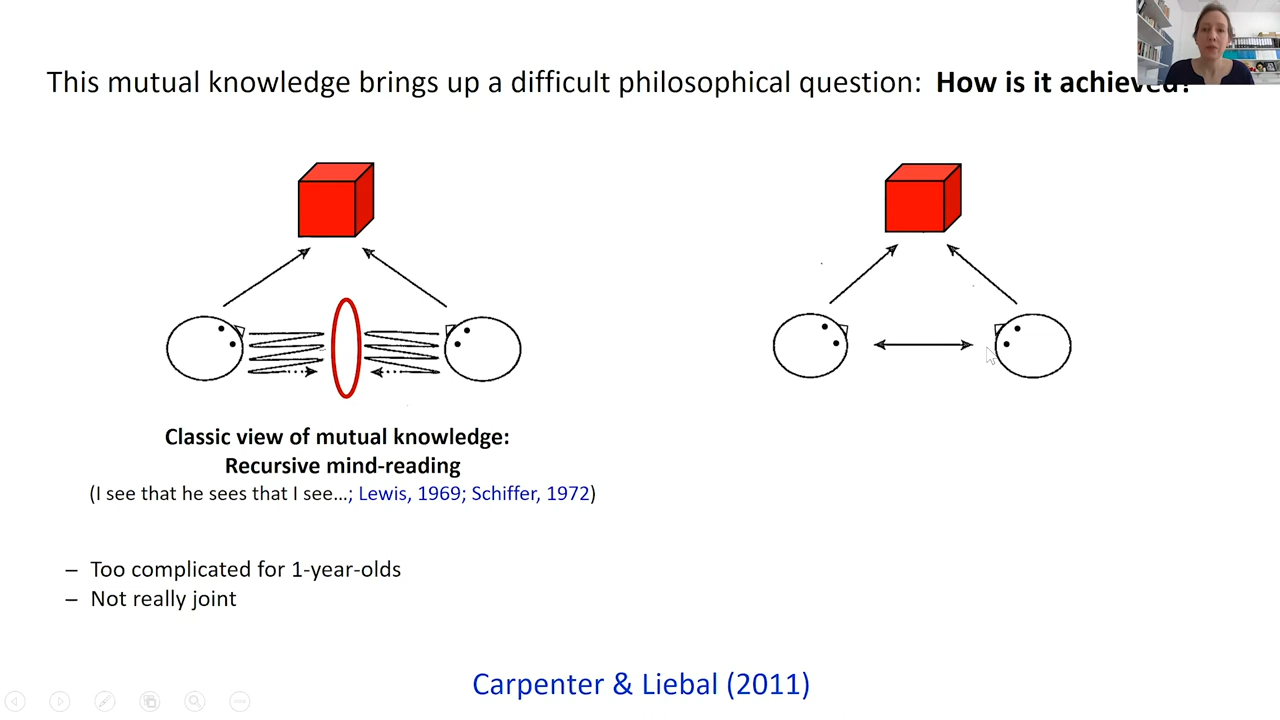 This mutual knowledge brings up a difficult philosophical question: How is it achieved?
Classic view of mutual knowledge:
Recursive mind-reading
(I see that he sees that I see…; Lewis, 1969; Schiffer, 1972)
– Too complicated for 1-year-olds
– Not really joint
Carpenter & Liebal (2011)